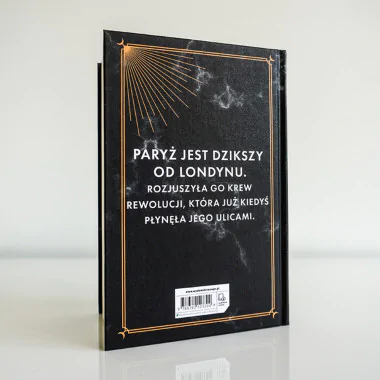 PARYŻ JEST DZIKSZY
OD LONDYNU.
ROZJUSZYŁA GO KREW
REWOLUCJI, KTÓRA JUŻ KIEDYŚ
PŁYNĘŁA JEGO ULICAMI.